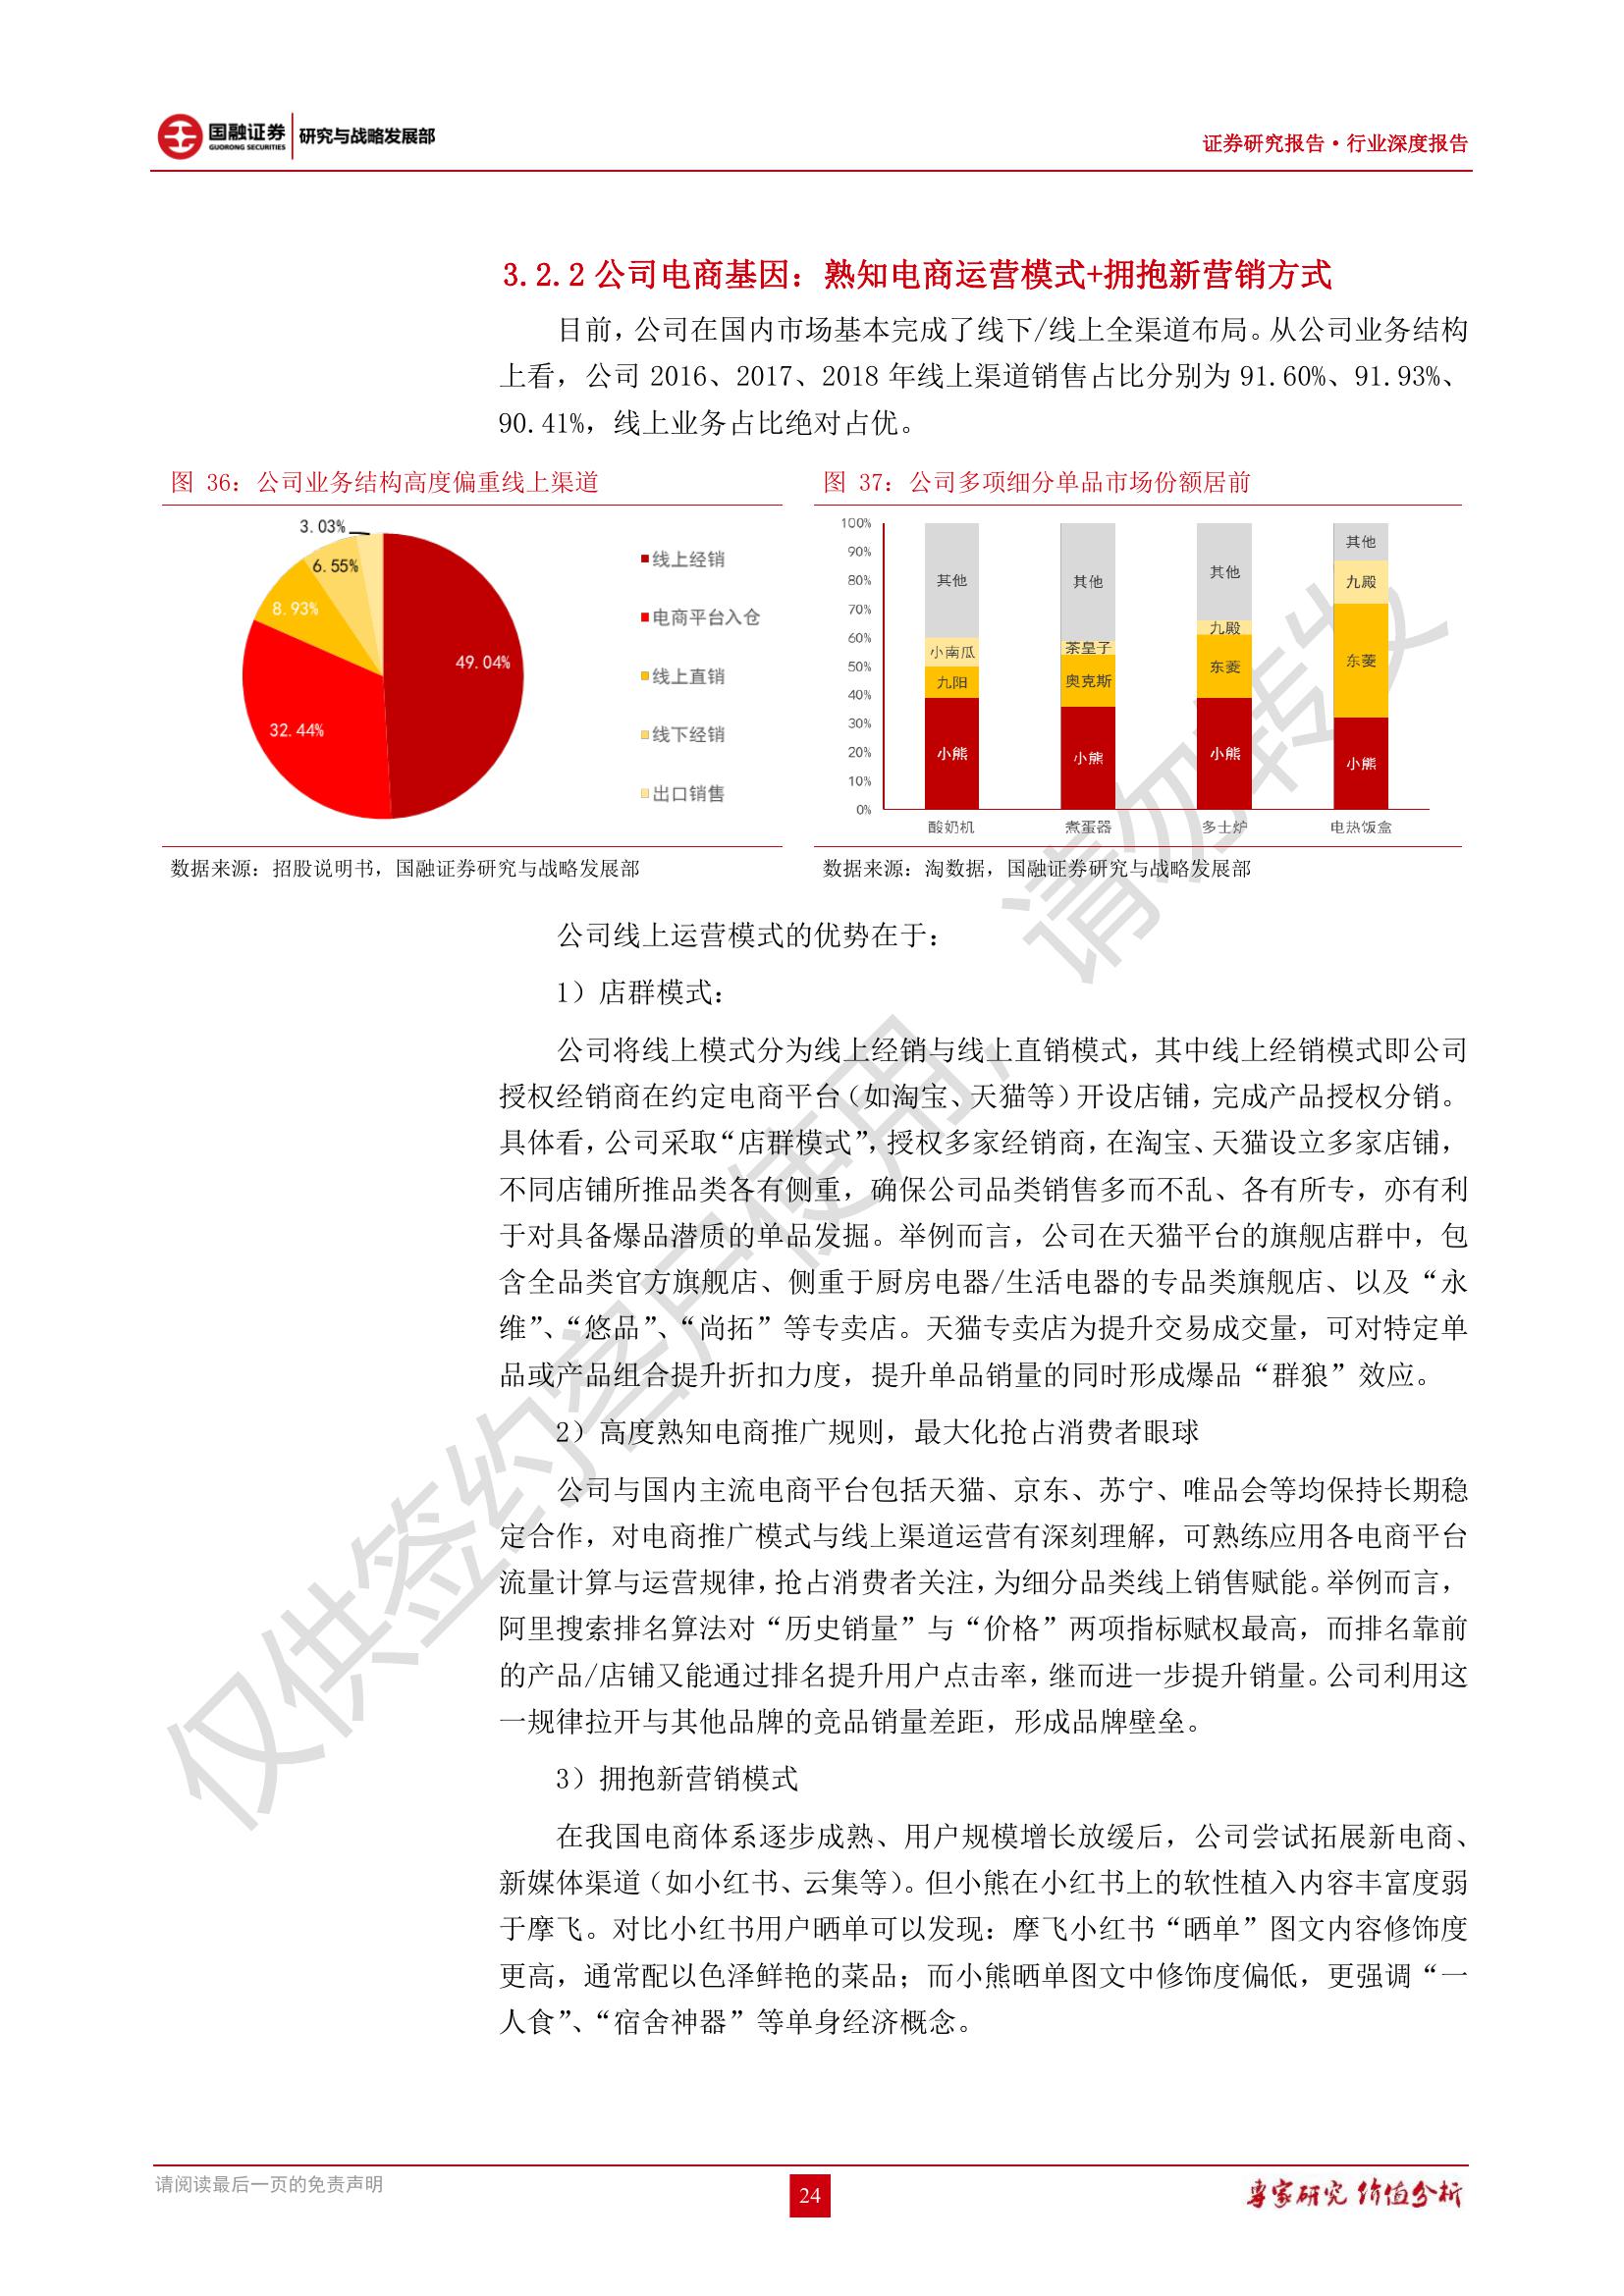 国融证券
GUORONG SECURITIES
研究与战略发展部
证券研究报告·行业深度报告
3.2.2 公司电商基因：熟知电商运营模式+拥抱新营销方式
目前，公司在国内市场基本完成了线下/线上全渠道布局。从公司业务结构
上看，公司 2016、2017、2018 年线上渠道销售占比分别为 91.60%、91.93%、
90.41%，线上业务占比绝对占优。
图 36：公司业务结构高度偏重线上渠道
3.03%
6.55%
8.93%
49.04%
32.44%
线上经销
电商平台入仓
线上直销
线下经销
出口销售
数据来源：招股说明书，国融证券研究与战略发展部
图 37：公司多项细分单品市场份额居前
100%
90%
80%
70%
60%
50%
40%
30%
20%
10%
0%
其他
小南瓜
九阳
小熊
其他
茶皇子
奥克斯
小熊
其他
九殿
东菱
小熊
其他
九殿
东菱
小熊
酸奶机
煮蛋器
多士炉
电热饭盒
数据来源：淘数据，国融证券研究与战略发展部
公司线上运营模式的优势在于：
1）店群模式：
公司将线上模式分为线上经销与线上直销模式，其中线上经销模式即公司
授权经销商在约定电商平台（如淘宝、天猫等）开设店铺，完成产品授权分销。
具体看，公司采取“店群模式”，授权多家经销商，在淘宝、天猫设立多家店铺，
不同店铺所推品类各有侧重，确保公司品类销售多而不乱、各有所专，亦有利
于对具备爆品潜质的单品发掘。举例而言，公司在天猫平台的旗舰店群中，包
含全品类官方旗舰店、侧重于厨房电器/生活电器的专品类旗舰店、以及“永
维”、“悠品”、“尚拓”等专卖店。天猫专卖店为提升交易成交量，可对特定单
品或产品组合提升折扣力度，提升单品销量的同时形成爆品“群狼”效应。
2）高度熟知电商推广规则，最大化抢占消费者眼球
公司与国内主流电商平台包括天猫、京东、苏宁、唯品会等均保持长期稳
定合作，对电商推广模式与线上渠道运营有深刻理解，可熟练应用各电商平台
流量计算与运营规律，抢占消费者关注，为细分品类线上销售赋能。举例而言，
阿里搜索排名算法对“历史销量”与“价格”两项指标赋权最高，而排名靠前
的产品/店铺又能通过排名提升用户点击率，继而进一步提升销量。公司利用这
一规律拉开与其他品牌的竞品销量差距，形成品牌壁垒。
3）拥抱新营销模式
在我国电商体系逐步成熟、用户规模增长放缓后，公司尝试拓展新电商、
新媒体渠道（如小红书、云集等）。但小熊在小红书上的软性植入内容丰富度弱
于摩飞。对比小红书用户晒单可以发现：摩飞小红书“晒单”图文内容修饰度
更高，通常配以色泽鲜艳的菜品；而小熊晒单图文中修饰度偏低，更强调“一
人食”、“宿舍神器”等单身经济概念。
仅供签约客户使用，请勿转发
请阅读最后一页的免责声明
24
专家研究 价值分析